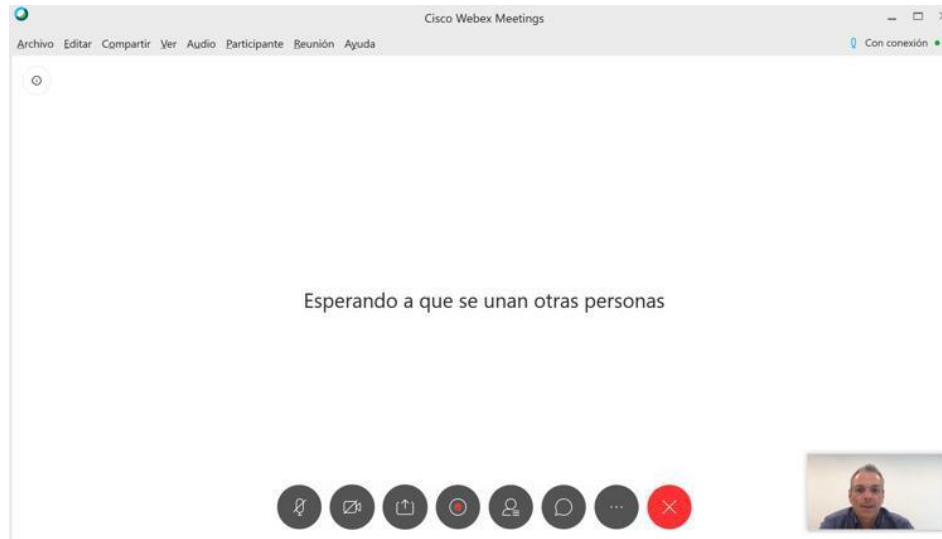 Cisco Webex Meetings
Archivo Editar Compartir Ver Audio Participante Reunión Ayuda
Con conexión
Esperando a que se unan otras personas